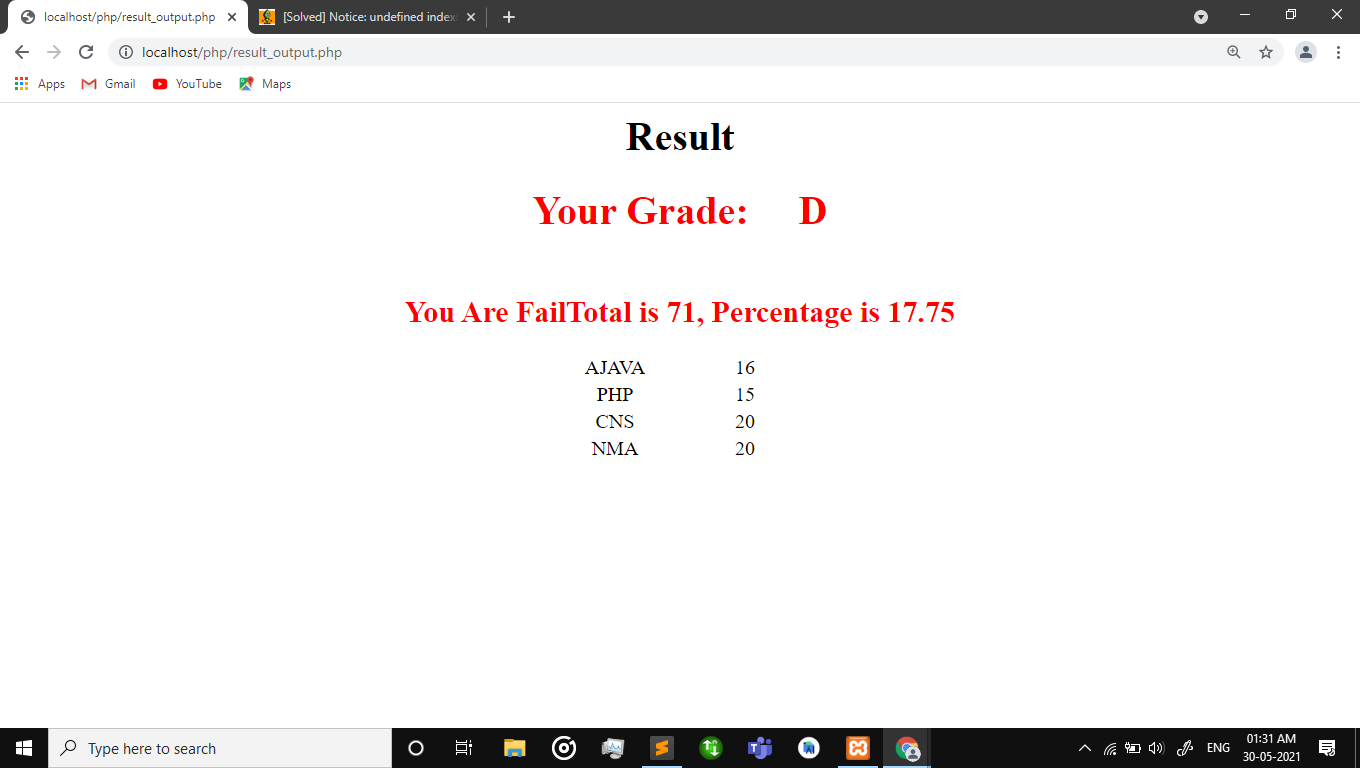 localhost/php/result_output.php
[Solved] Notice: undefined index:
localhost/php/result_output.php
Apps Gmail YouTube Maps
Result
Your Grade: D
You Are FailTotal is 71, Percentage is 17.75
AJAVA 16
PHP 15
CNS 20
NMA 20
Type here to search
ENG
01:31 AM
30-05-2021